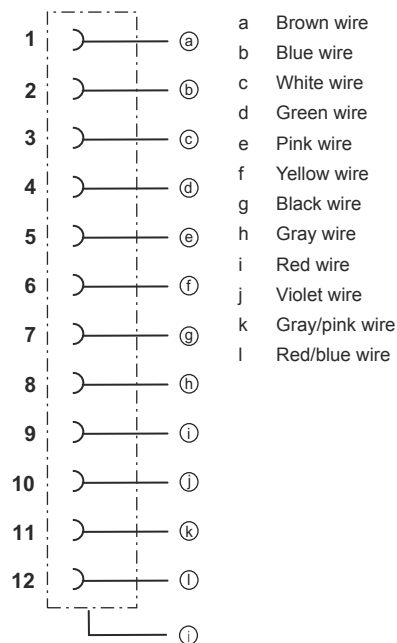 1 a
2 b
3 c
4 d
5 e
6 f
7 g
8 h
9 i
10 j
11 k
12 l
i
a Brown wire
b Blue wire
c White wire
d Green wire
e Pink wire
f Yellow wire
g Black wire
h Gray wire
i Red wire
j Violet wire
k Gray/pink wire
l Red/blue wire